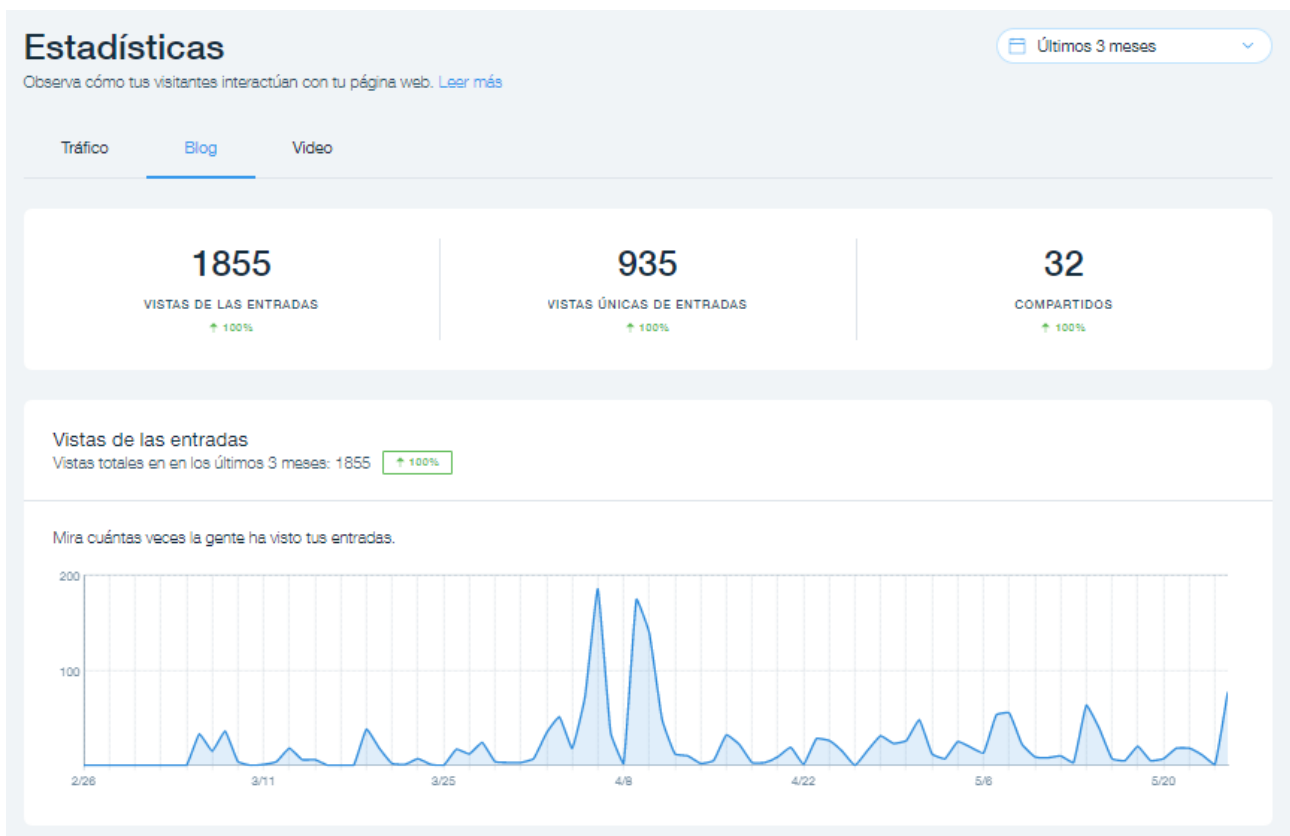 Estadísticas
Últimos 3 meses
Observa cómo tus visitantes interactúan con tu página web. Leer más
Tráfico Blog Video
1855 935 32
VISTAS DE LAS ENTRADAS VISTAS ÚNICAS DE ENTRADAS COMPARTIDOS
↑ 100% ↑ 100% ↑ 100%
Vistas de las entradas
Vistas totales en en los últimos 3 meses: 1855 ↑ 100%
Mira cuántas veces la gente ha visto tus entradas.
200
100
2/26 3/11 3/25 4/8 4/22 5/6 5/20